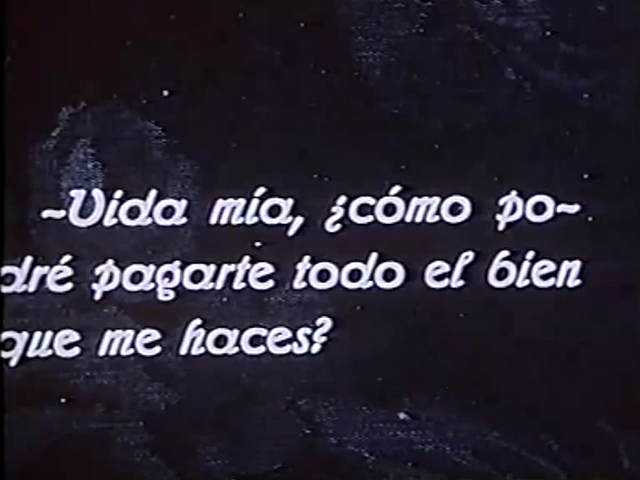 ~Vida mía, ¿cómo po~
dré pagarte todo el bien
que me haces?